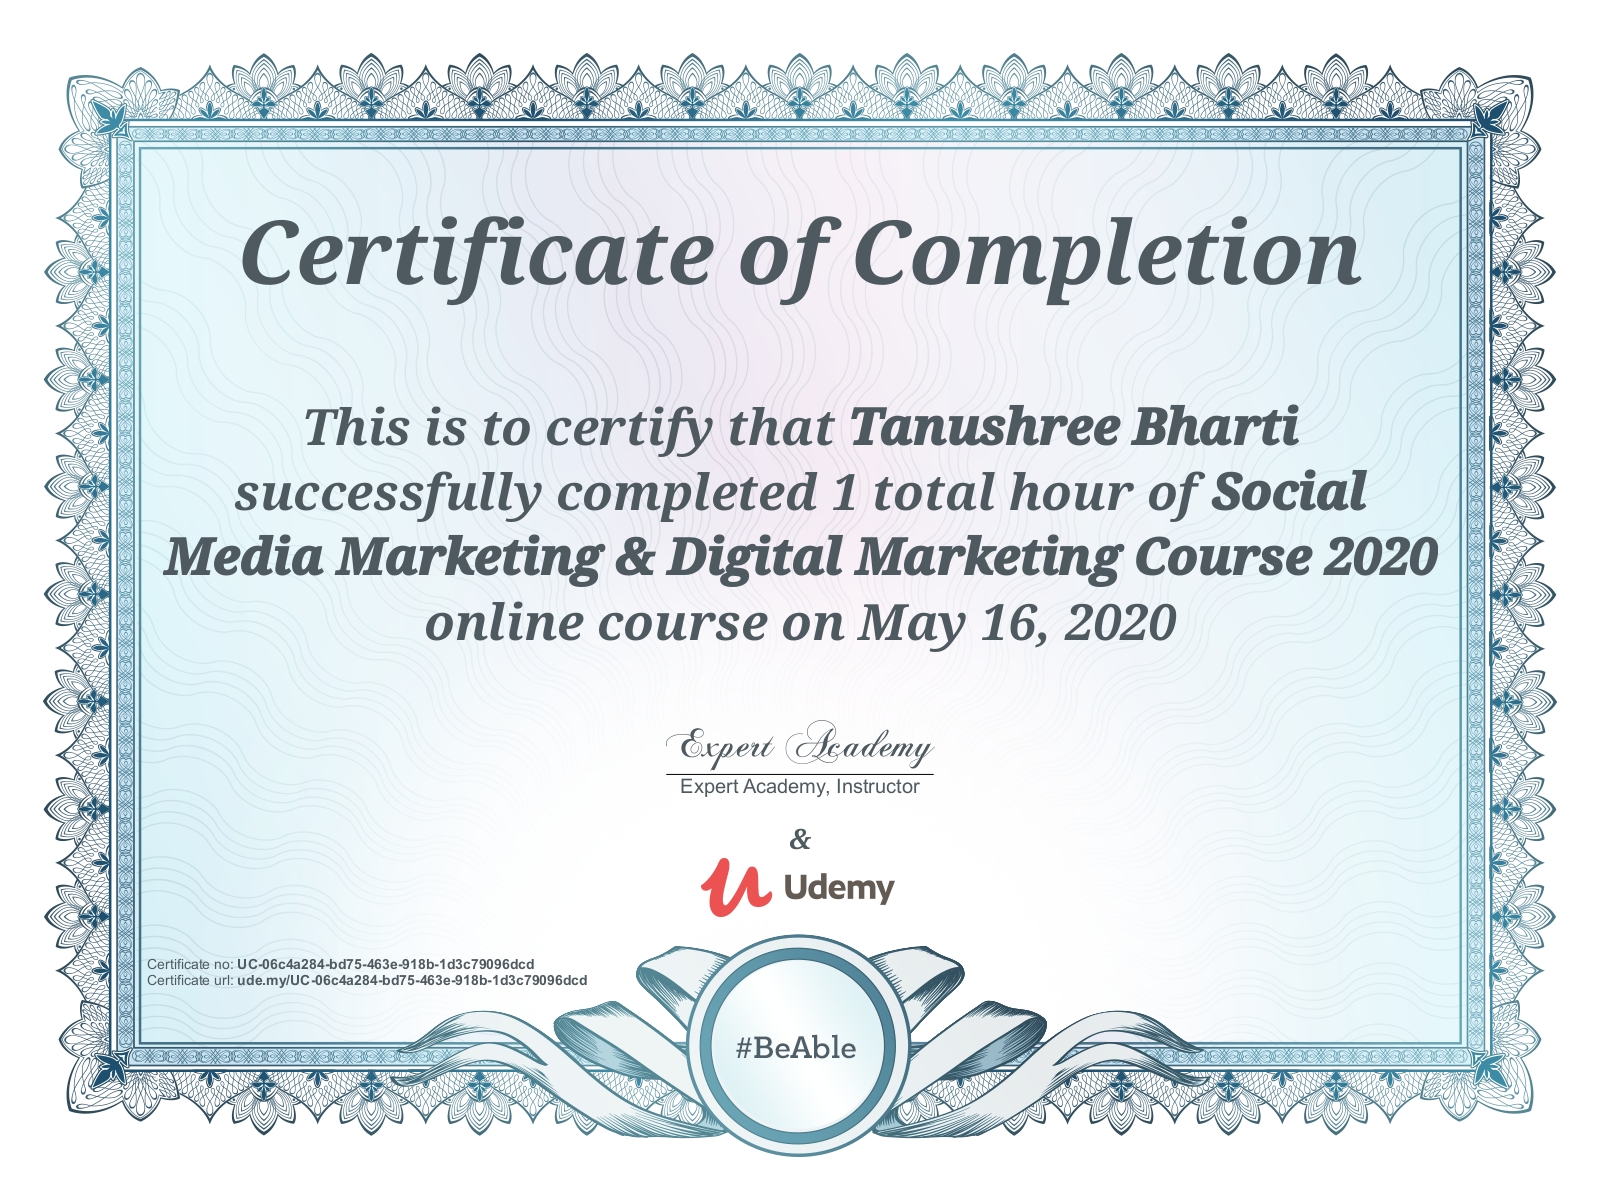 Certificate of Completion
This is to certify that Tanushree Bharti
successfully completed 1 total hour of Social
Media Marketing & Digital Marketing Course 2020
online course on May 16, 2020
Expert Academy
Expert Academy, Instructor
&
Udemy
Certificate no: UC-06c4a284-bd75-463e-918b-1d3c79096dcd
Certificate url: ude.my/UC-06c4a284-bd75-463e-918b-1d3c79096dcd
#BeAble